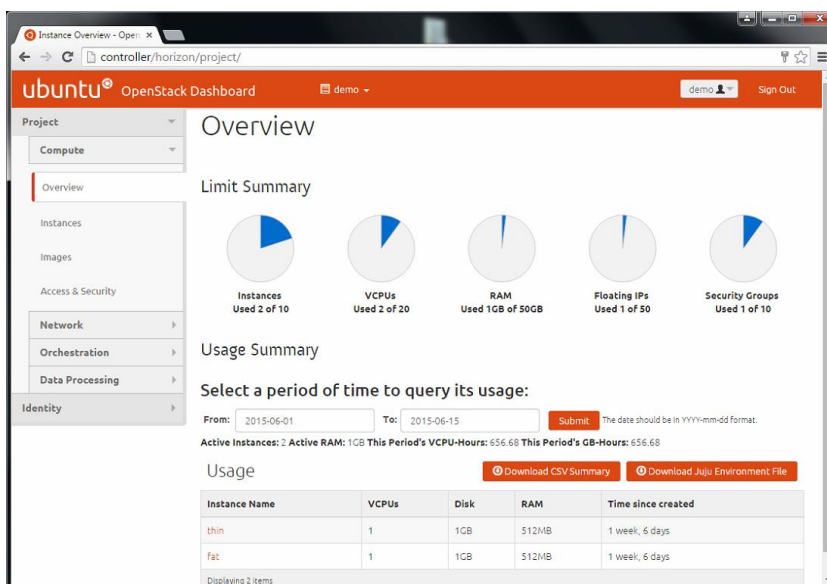 Instance Overview - Open
controller/horizon/project/
ubuntu OpenStack Dashboard demo demo Sign Out
Project
Compute
Overview
Instances
Images
Access & Security
Network
Orchestration
Data Processing
Identity
Overview
Limit Summary
Instances
Used 2 of 10
VCPUs
Used 2 of 20
RAM
Used 1GB of 50GB
Floating IPs
Used 1 of 50
Security Groups
Used 1 of 10
Usage Summary
Select a period of time to query its usage:
From: 2015-06-01 To: 2015-06-15 Submit The date should be in YYYY-mm-dd format.
Active Instances: 2 Active RAM: 1GB This Period's VCPU-Hours: 656.68 This Period's GB-Hours: 656.68
Usage Download CSV Summary Download Juju Environment File
Instance Name VCPUs Disk RAM Time since created
thin 1 1GB 512MB 1 week, 6 days
fat 1 1GB 512MB 1 week, 6 days
Displaying 2 items